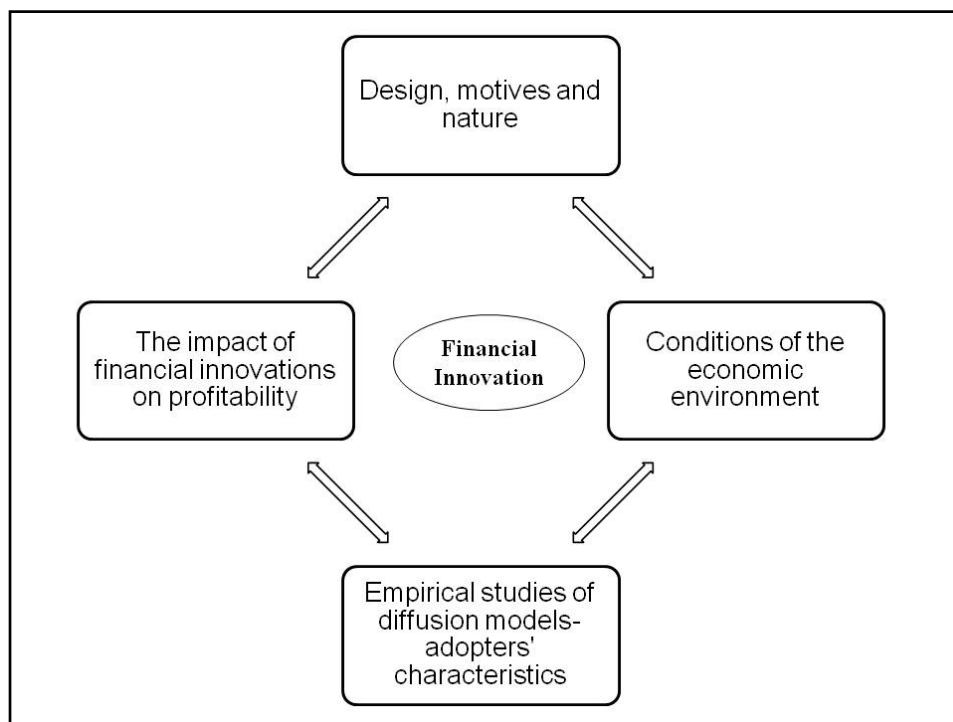 Design, motives and
nature
The impact of
financial innovations
on profitability
Financial
Innovation
Conditions of the
economic
environment
Empirical studies of
diffusion models-
adopters'
characteristics